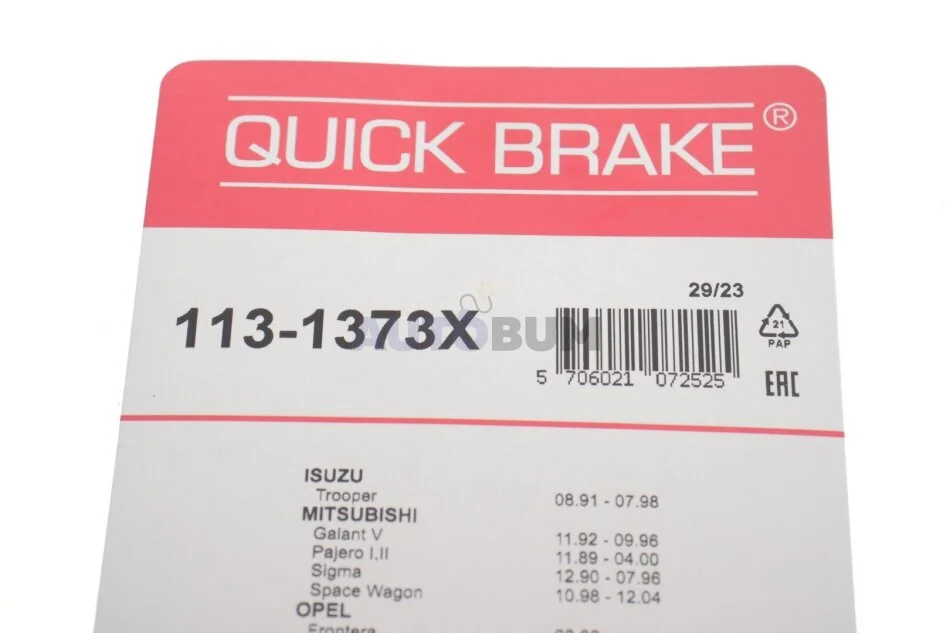 QUICK BRAKE®
29/23
113-1373X
AUTOBUM
5 706021 072525
21
PAP
EAC
ISUZU
Trooper 08.91 - 07.98
MITSUBISHI
Galant V 11.92 - 09.96
Pajero I,II 11.89 - 04.00
Sigma 12.90 - 07.96
Space Wagon 10.98 - 12.04
OPEL
Frontera